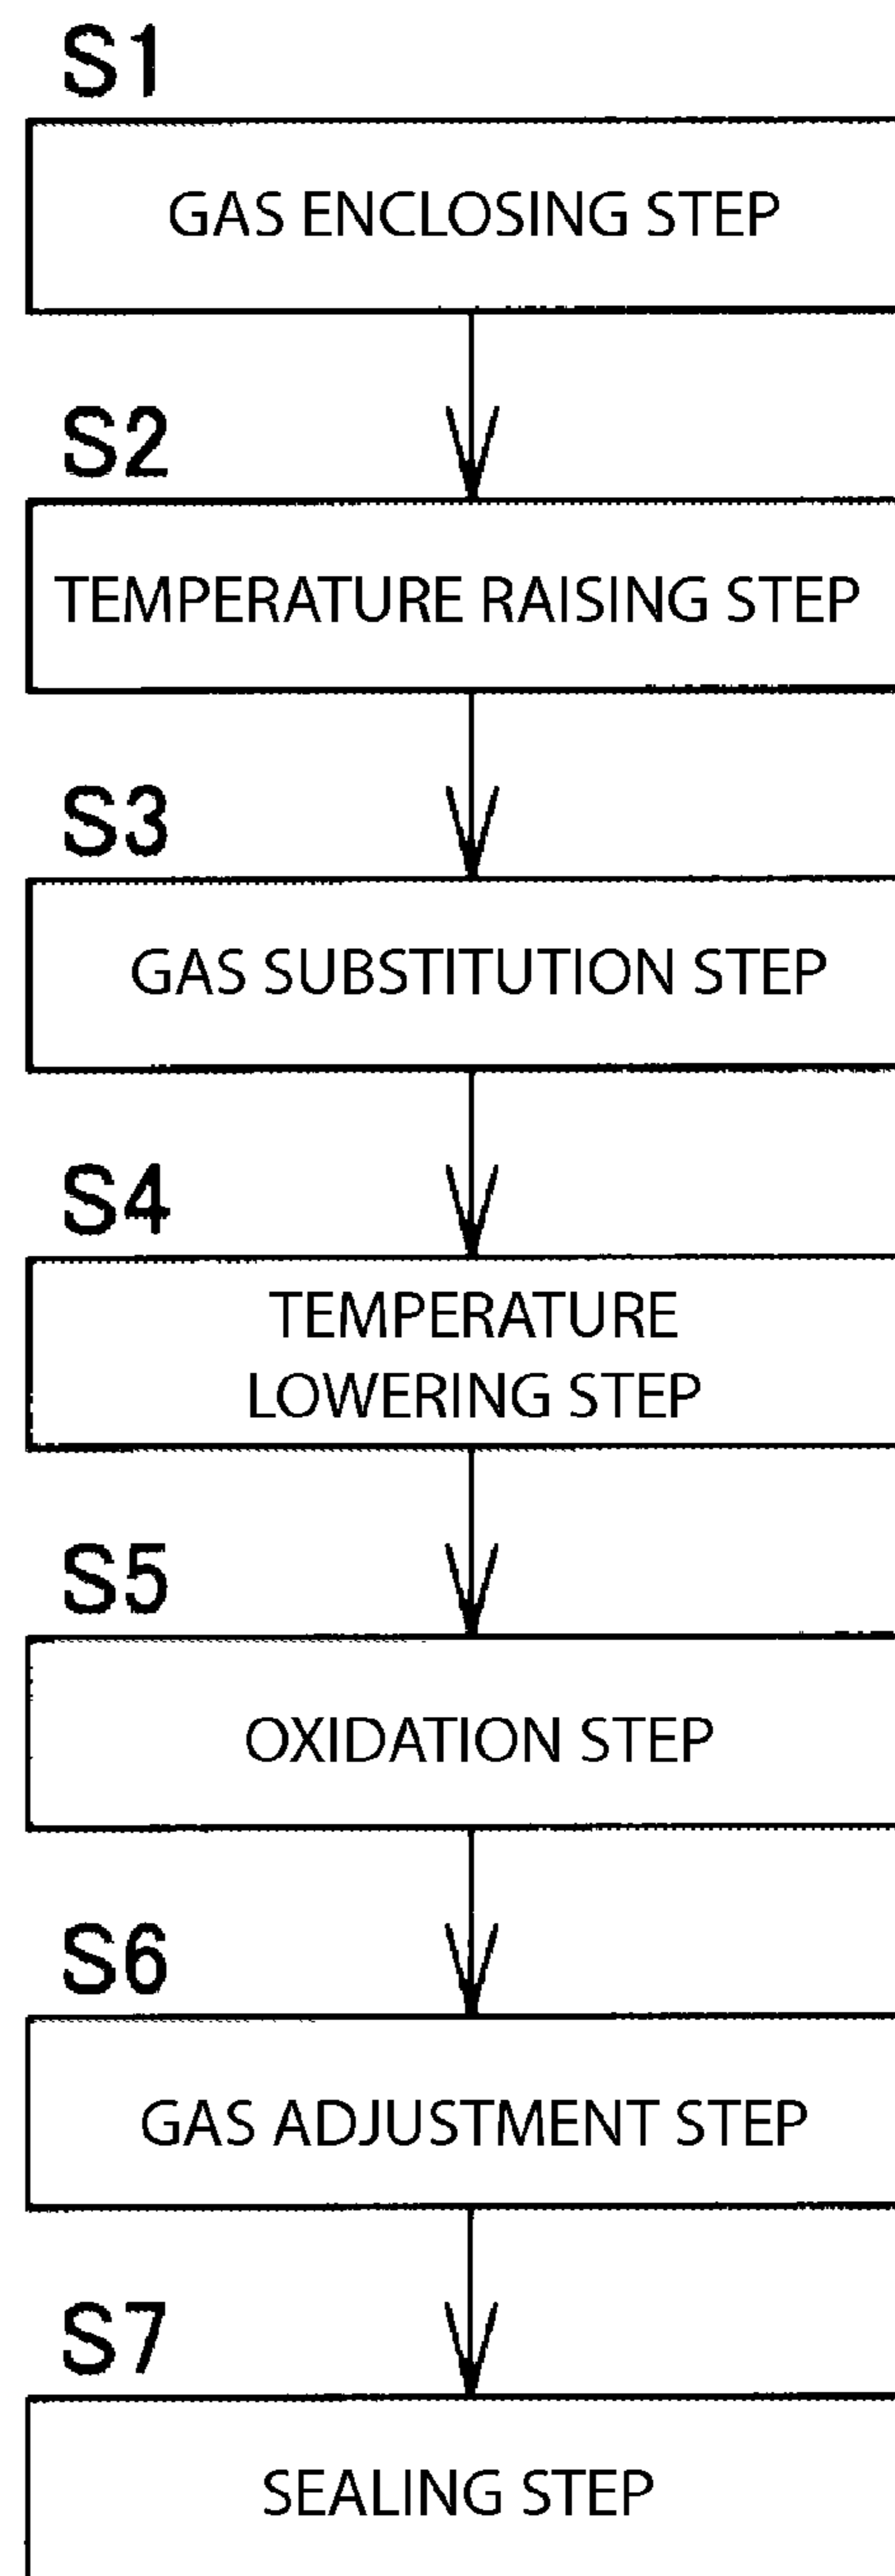 S1
GAS ENCLOSING STEP
S2
TEMPERATURE RAISING STEP
S3
GAS SUBSTITUTION STEP
S4
TEMPERATURE
LOWERING STEP
S5
OXIDATION STEP
S6
GAS ADJUSTMENT STEP
S7
SEALING STEP